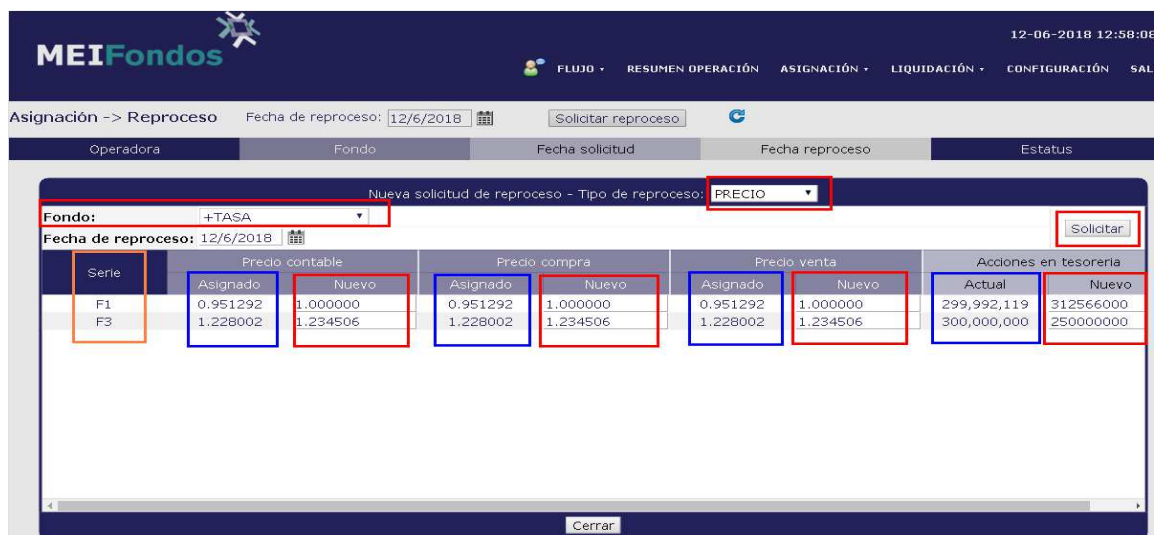 12-06-2018 12:58:08
MEIFondos
FLUJO RESUMEN OPERACIÓN ASIGNACIÓN LIQUIDACIÓN CONFIGURACIÓN SAL
Asignación -> Reproceso Fecha de reproceso: 12/6/2018 Solicitar reproceso
Operadora Fondo Fecha solicitud Fecha reproceso Estatus
Nueva solicitud de reproceso - Tipo de reproceso: PRECIO
Fondo: +TASA
Solicitar
Fecha de reproceso: 12/6/2018
Serie Precio contable Precio compra Precio venta Acciones en tesoreria
Asignado Nuevo Asignado Nuevo Asignado Nuevo Actual Nuevo
F1 0.951292 1.000000 0.951292 1.000000 0.951292 1.000000 299,992,119 312566000
F3 1.228002 1.234506 1.228002 1.234506 1.228002 1.234506 300,000,000 250000000
Cerrar